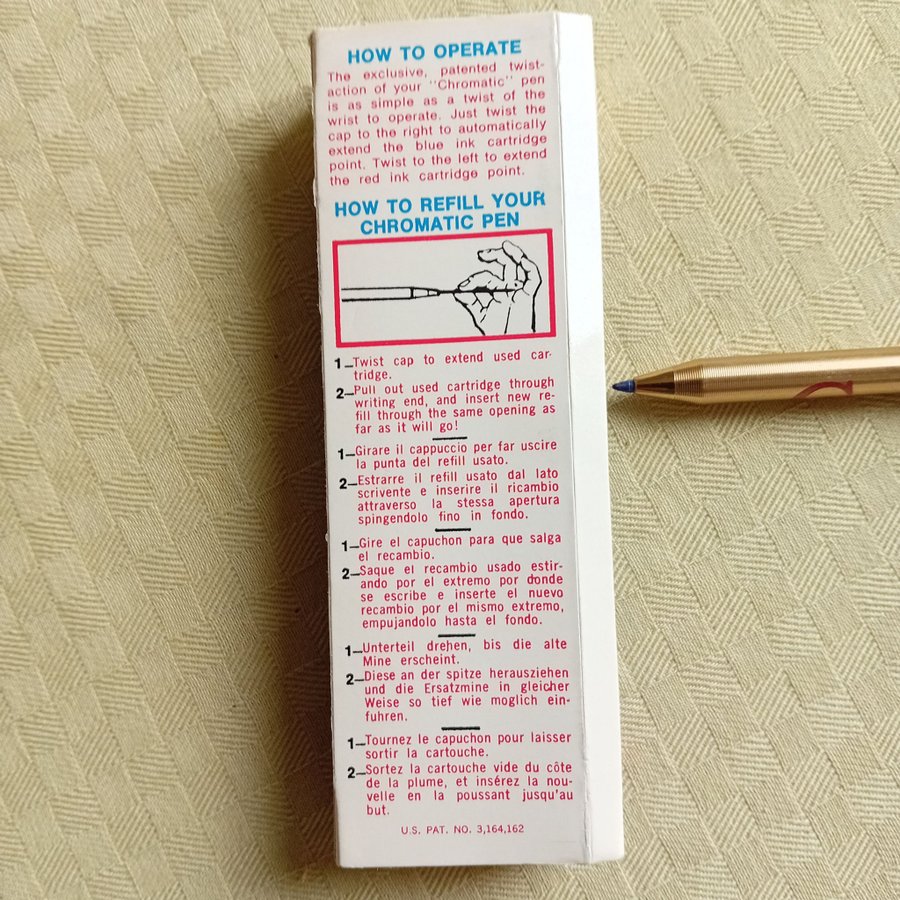 HOW TO OPERATE
The exclusive, patented twist-
action of your "Chromatic" pen
is as simple as a twist of the
wrist to operate. Just twist the
cap to the right to automatically
extend the blue ink cartridge
point. Twist to the left to extend
the red ink cartridge point.
HOW TO REFILL YOUR
CHROMATIC PEN
1—Twist cap to extend used car-
tridge.
2—Pull out used cartridge through
writing end, and insert new re-
fill through the same opening as
far as it will go!
1—Girare il cappuccio per far uscire
la punta del refill usato.
2—Estrarre il refill usato dal lato
scrivente e inserire il ricambio
attraverso la stessa apertura
spingendolo fino in fondo.
1—Gire el capuchon para que salga
el recambio.
2—Saque el recambio usado estir-
ando por el extremo por donde
se escribe e inserte el nuevo
recambio por el mismo extremo,
empujandolo hasta el fondo.
1—Unterteil drehen, bis die alte
Mine erscheint.
2—Diese an der spitze herausziehen
und die Ersatzmine in gleicher
Weise so tief wie moglich ein-
fuhren.
1—Tournez le capuchon pour laisser
sortir la cartouche.
2—Sortez la cartouche vide du côte
de la plume, et insérez la nou-
velle en la poussant jusqu'au
but.
U.S. PAT. NO. 3,164,162